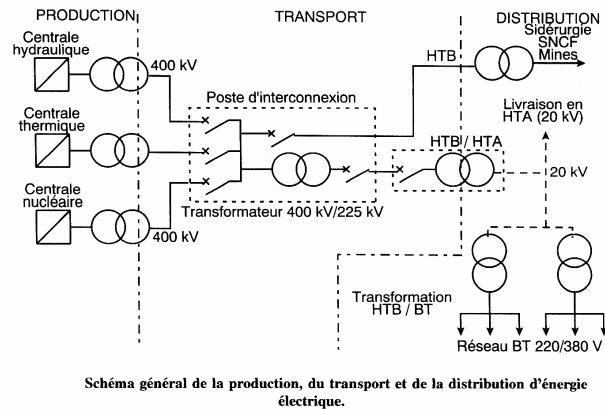 PRODUCTION
TRANSPORT
DISTRIBUTION
Centrale
hydraulique
400 kV
HTB
Sidérurgie
SNCF
Mines
Centrale
thermique
Poste d'interconnexion
Livraison en
HTA (20 kV)
HTB / HTA
20 kV
Centrale
nucléaire
400 kV
Transformateur 400 kV/225 kV
Transformation
HTB / BT
Réseau BT 220/380 V
Schéma général de la production, du transport et de la distribution d'énergie
électrique.